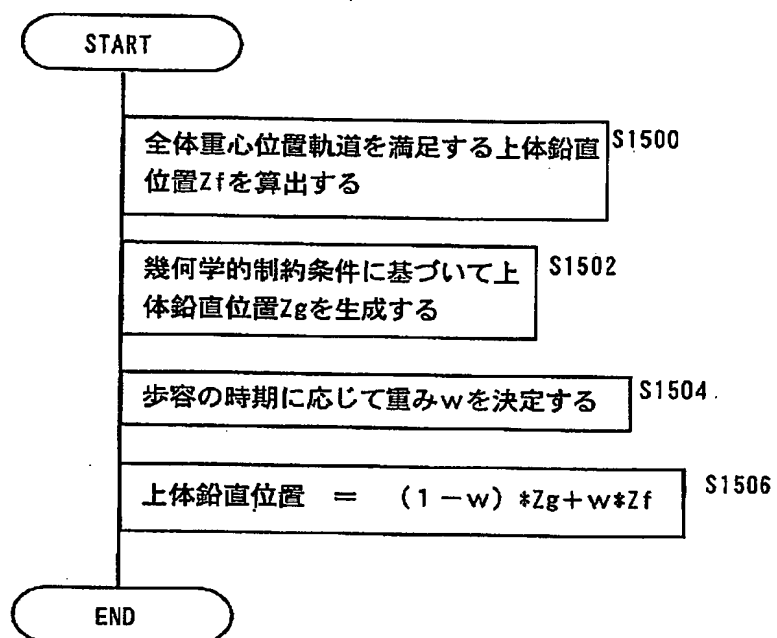 START
全体重心位置軌道を満足する上体鉛直
位置Zfを算出する
S1500
幾何学的制約条件に基づいて上
体鉛直位置Zgを生成する
S1502
歩容の時期に応じて重みwを決定する
S1504
上体鉛直位置 = (1-w)*Zg+w*Zf
S1506
END